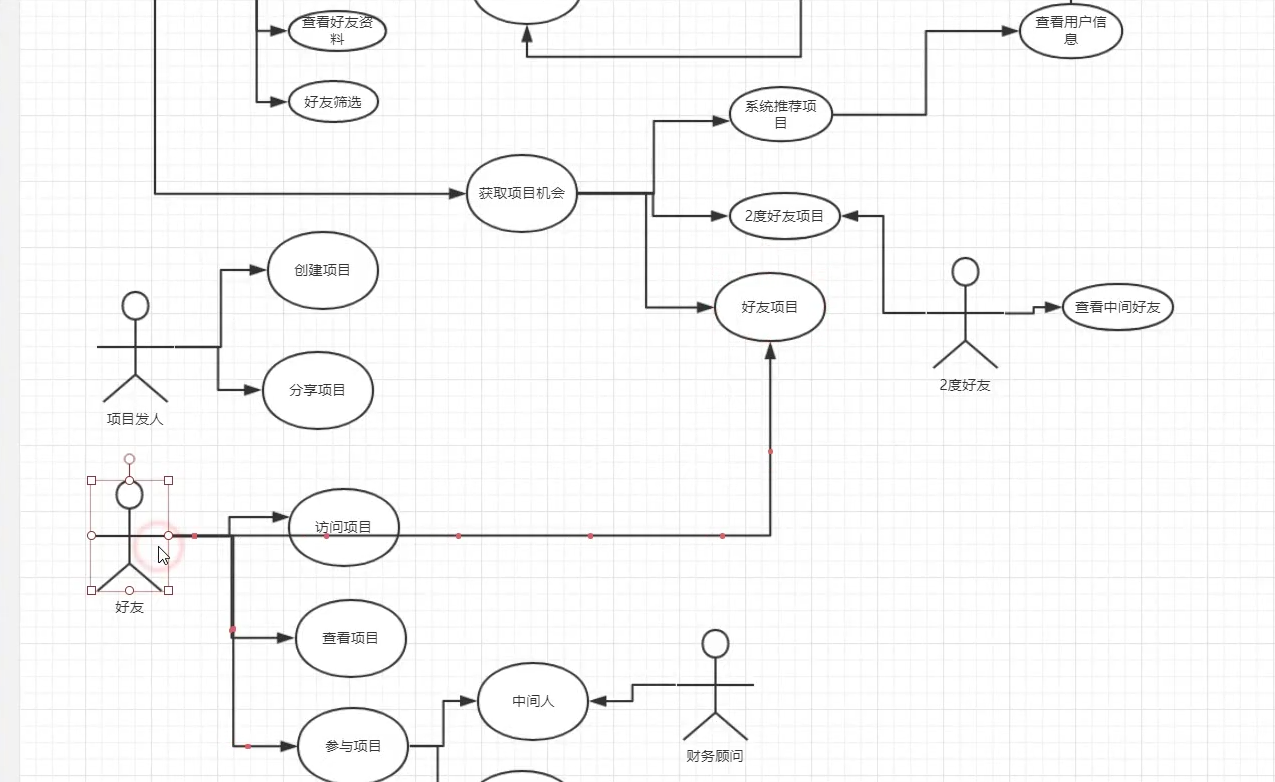 查看好友资
料
查看用户信
息
好友筛选
系统推荐项
目
获取项目机会
2度好友项目
创建项目
好友项目
查看中间好友
2度好友
分享项目
项目发人
访问项目
好友
查看项目
中间人
参与项目
财务顾问